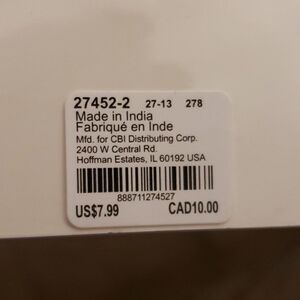 27452-2 27-13 278
Made in India
Fabriqué en Inde
Mfd. for CBI Distributing Corp.
2400 W Central Rd.
Hoffman Estates, IL 60192 USA
888711274527
US$7.99 CAD10.00